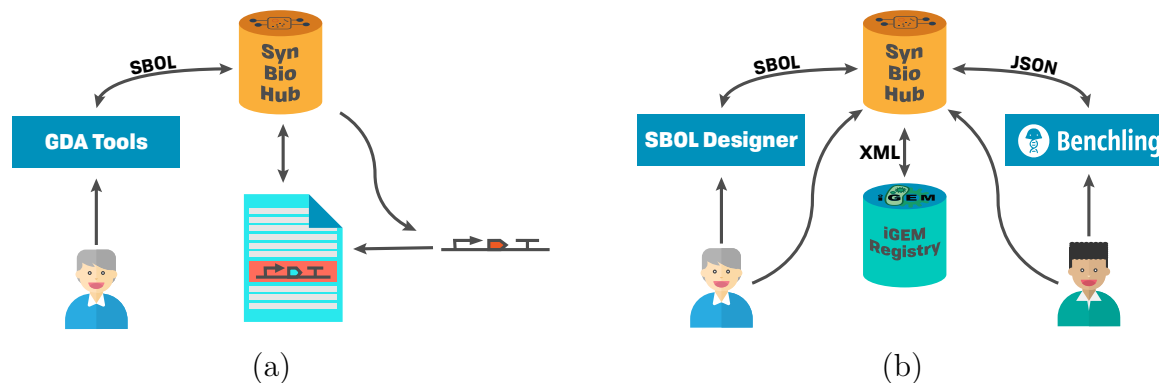 SBOL
Syn
Bio
Hub
GDA Tools
(a)
SBOL
Syn
Bio
Hub
JSON
SBOL Designer
XML
Benchling
iGEM
iGEM
Registry
(b)